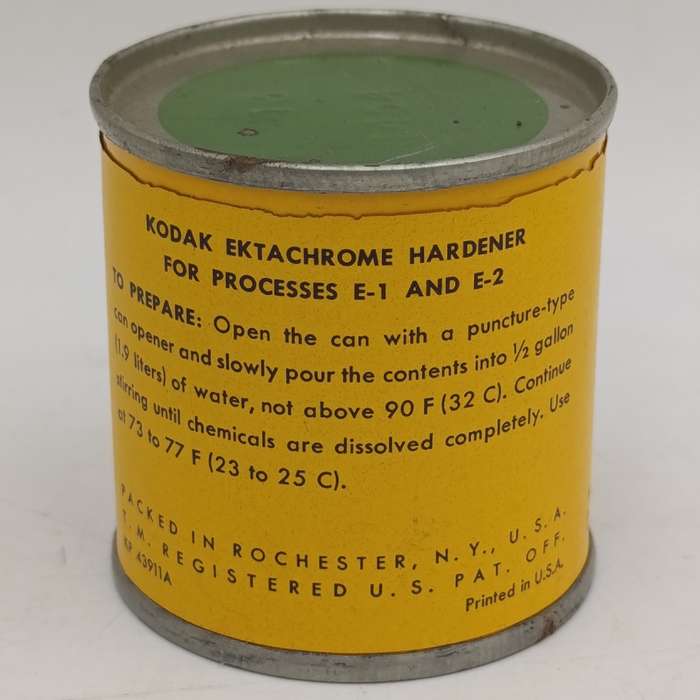 KODAK EKTACHROME HARDENER
FOR PROCESSES E-1 AND E-2
TO PREPARE: Open the can with a puncture-type
can opener and slowly pour the contents into ½ gallon
(1.9 liters) of water, not above 90 F (32 C). Continue
stirring until chemicals are dissolved completely. Use
at 73 to 77 F (23 to 25 C).
PACKED IN ROCHESTER, N. Y., U. S. A.
T. M. REGISTERED U. S. PAT. OFF.
KP 43911A
Printed in U.S.A.